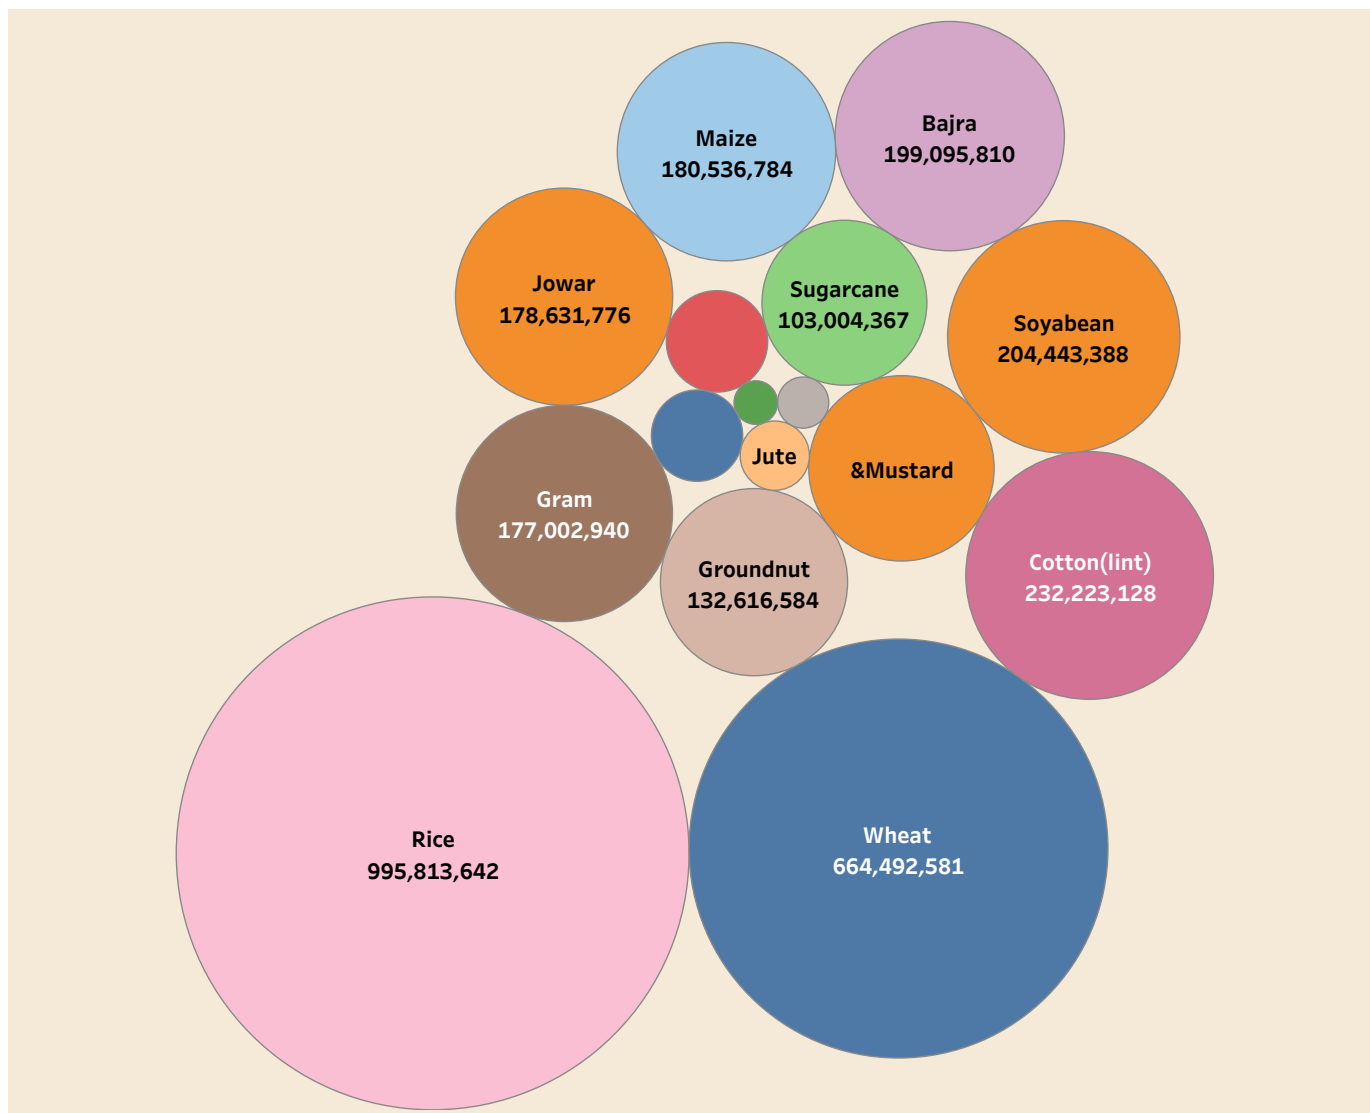 Maize
180,536,784
Bajra
199,095,810
Jowar
178,631,776
Sugarcane
103,004,367
Soyabean
204,443,388
Jute
&Mustard
Gram
177,002,940
Groundnut
132,616,584
Cotton(lint)
232,223,128
Rice
995,813,642
Wheat
664,492,581